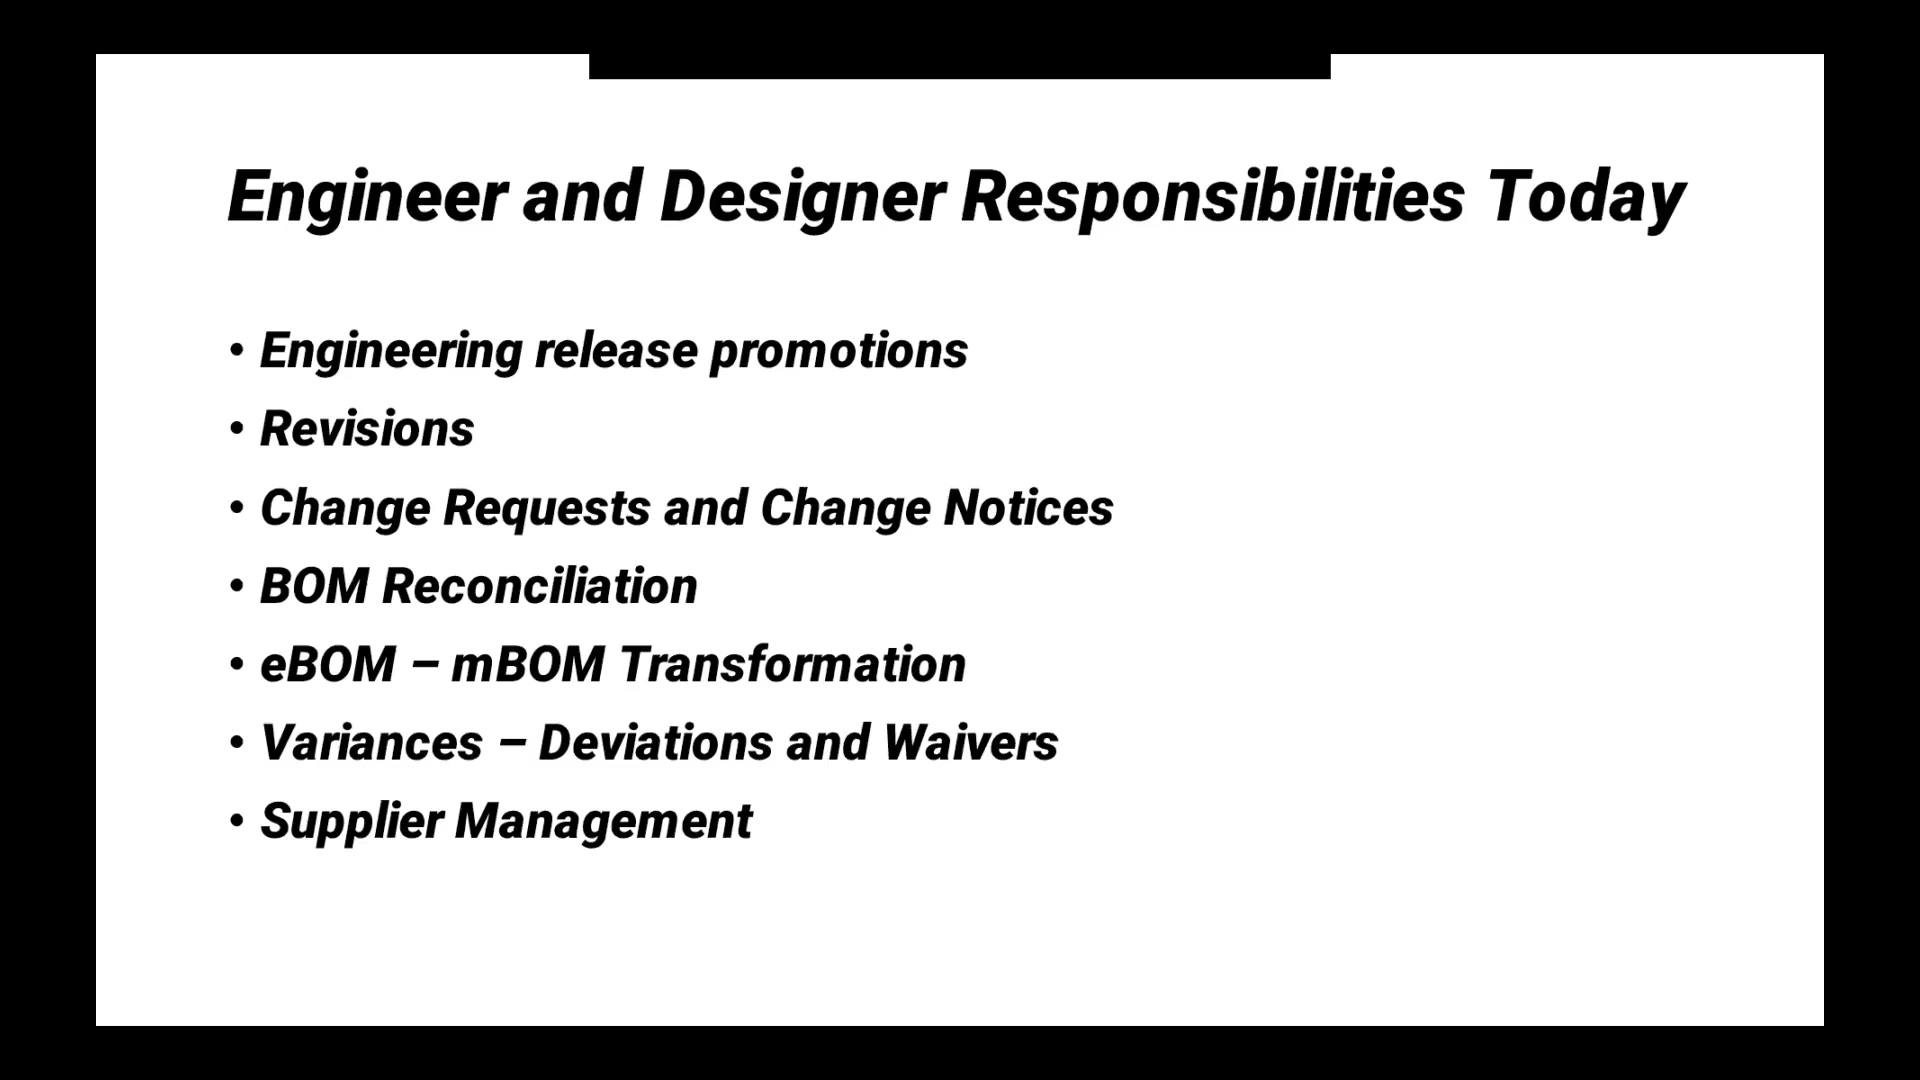 Engineer and Designer Responsibilities Today
• Engineering release promotions
• Revisions
• Change Requests and Change Notices
• BOM Reconciliation
• eBOM – mBOM Transformation
• Variances – Deviations and Waivers
• Supplier Management